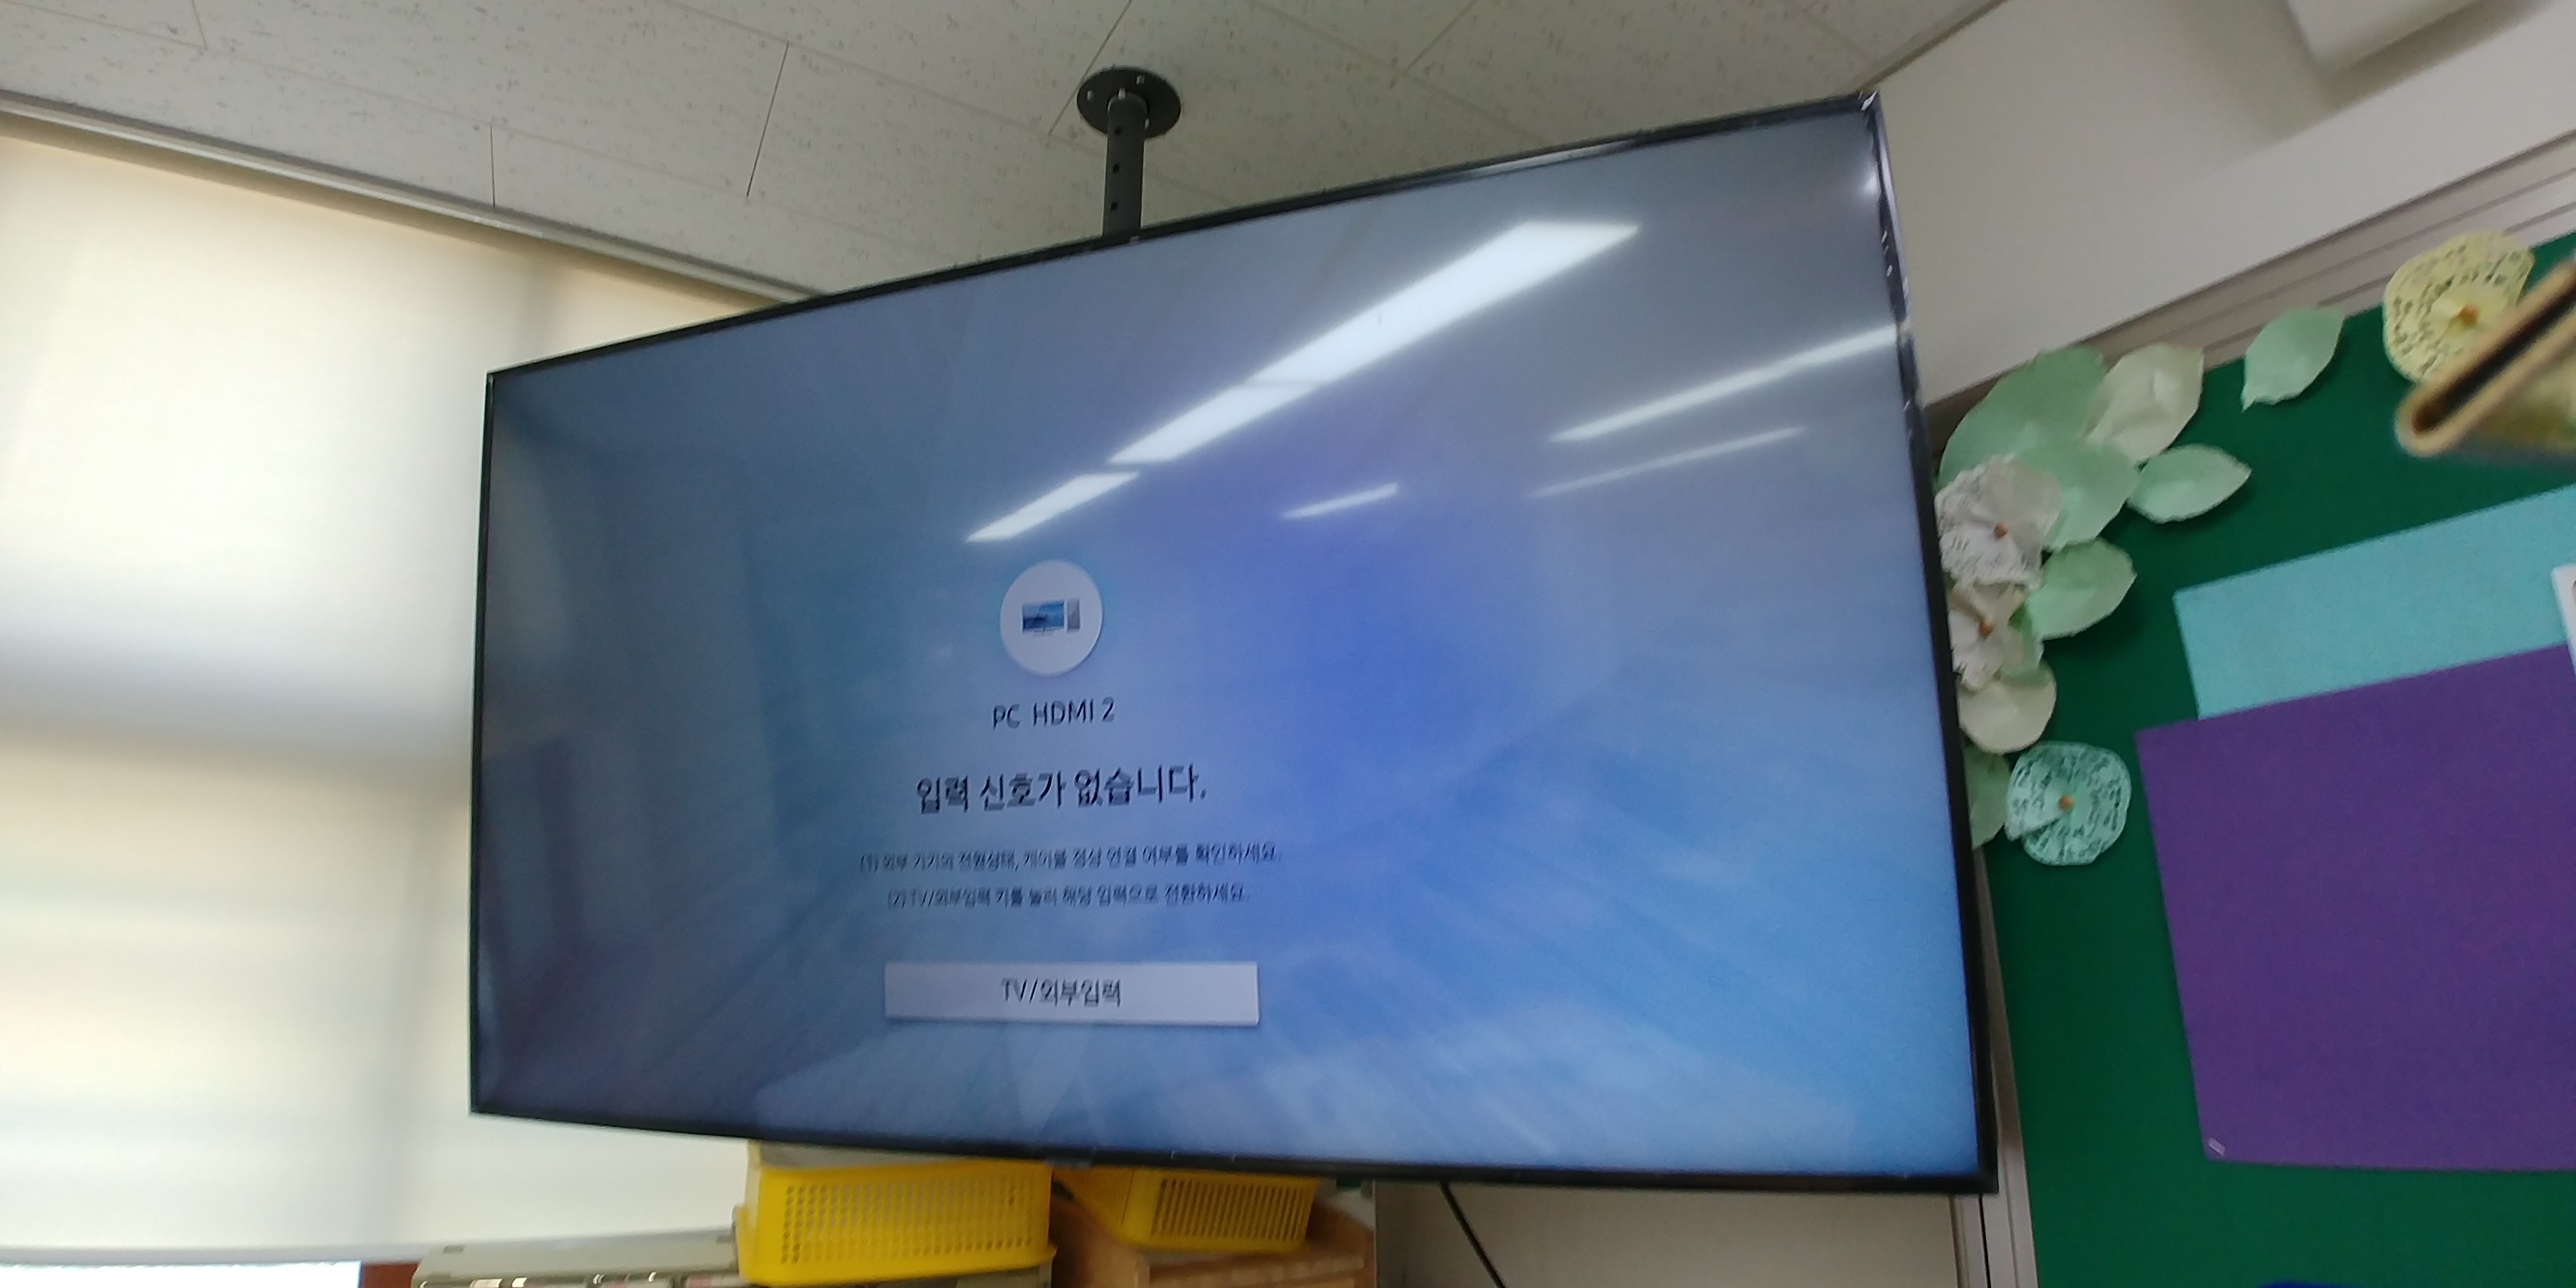 PC HDMI 2
입력 신호가 없습니다.
(1) 외부 기기의 전원상태, 케이블 정상 연결 여부를 확인하세요.
(2) TV/외부입력 키를 눌러 해당 입력으로 전환하세요.
TV/외부입력